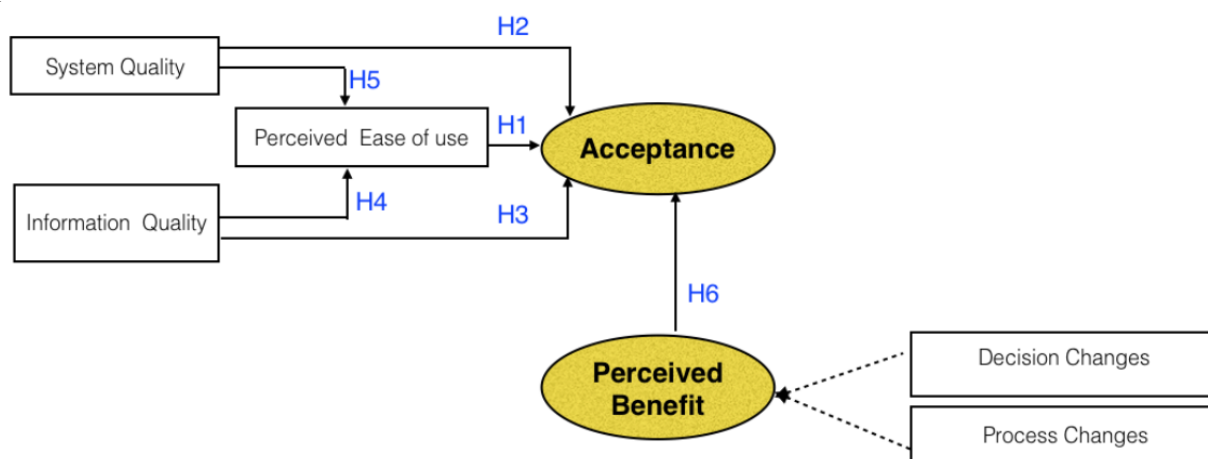 H2
System Quality
H5
Perceived Ease of use
H1
Acceptance
Information Quality
H4
H3
H6
Perceived
Benefit
Decision Changes
Process Changes